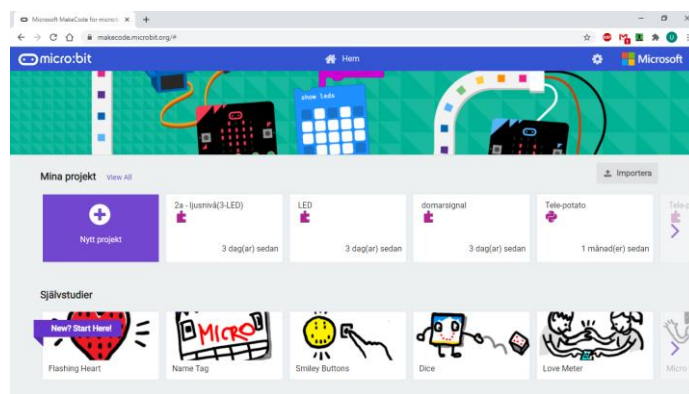 Microsoft MakeCode for micro:b
makecode.microbit.org/#
micro:bit
Hem
Microsoft
show leds
Mina projekt
View All
Importera
Nytt projekt
2a - ljusnivå(3-LED)
3 dag(ar) sedan
LED
3 dag(ar) sedan
domarsignal
3 dag(ar) sedan
Tele-potato
1 månad(er) sedan
Självstudier
New? Start Here!
Flashing Heart
MICRO
Name Tag
Smiley Buttons
Dice
Love Meter
Micro